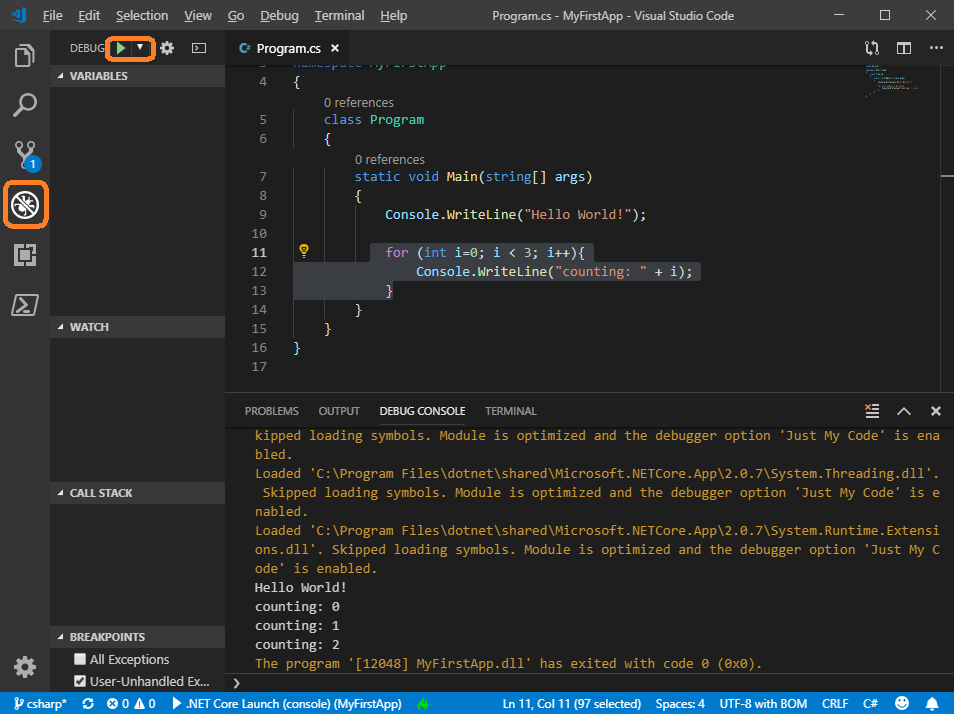 File Edit Selection View Go Debug Terminal Help Program.cs - MyFirstApp - Visual Studio Code
DEBUG
Program.cs
VARIABLES
WATCH
CALL STACK
BREAKPOINTS
All Exceptions
User-Unhandled Ex...
1
3 namespace MyFirstApp
4 {
0 references
5 class Program
6 {
0 references
7 static void Main(string[] args)
8 {
9 Console.WriteLine("Hello World!");
10
11 for (int i=0; i < 3; i++){
12 Console.WriteLine("counting: " + i);
13 }
14 }
15 }
16 }
17
PROBLEMS OUTPUT DEBUG CONSOLE TERMINAL
kipped loading symbols. Module is optimized and the debugger option 'Just My Code' is ena
bled.
Loaded 'C:\Program Files\dotnet\shared\Microsoft.NETCore.App\2.0.7\System.Threading.dll'.
Skipped loading symbols. Module is optimized and the debugger option 'Just My Code' is e
nabled.
Loaded 'C:\Program Files\dotnet\shared\Microsoft.NETCore.App\2.0.7\System.Runtime.Extensi
ons.dll'. Skipped loading symbols. Module is optimized and the debugger option 'Just My C
ode' is enabled.
Hello World!
counting: 0
counting: 1
counting: 2
The program '[12048] MyFirstApp.dll' has exited with code 0 (0x0).
csharp* 0 0 .NET Core Launch (console) (MyFirstApp) Ln 11, Col 11 (97 selected) Spaces: 4 UTF-8 with BOM CRLF C#